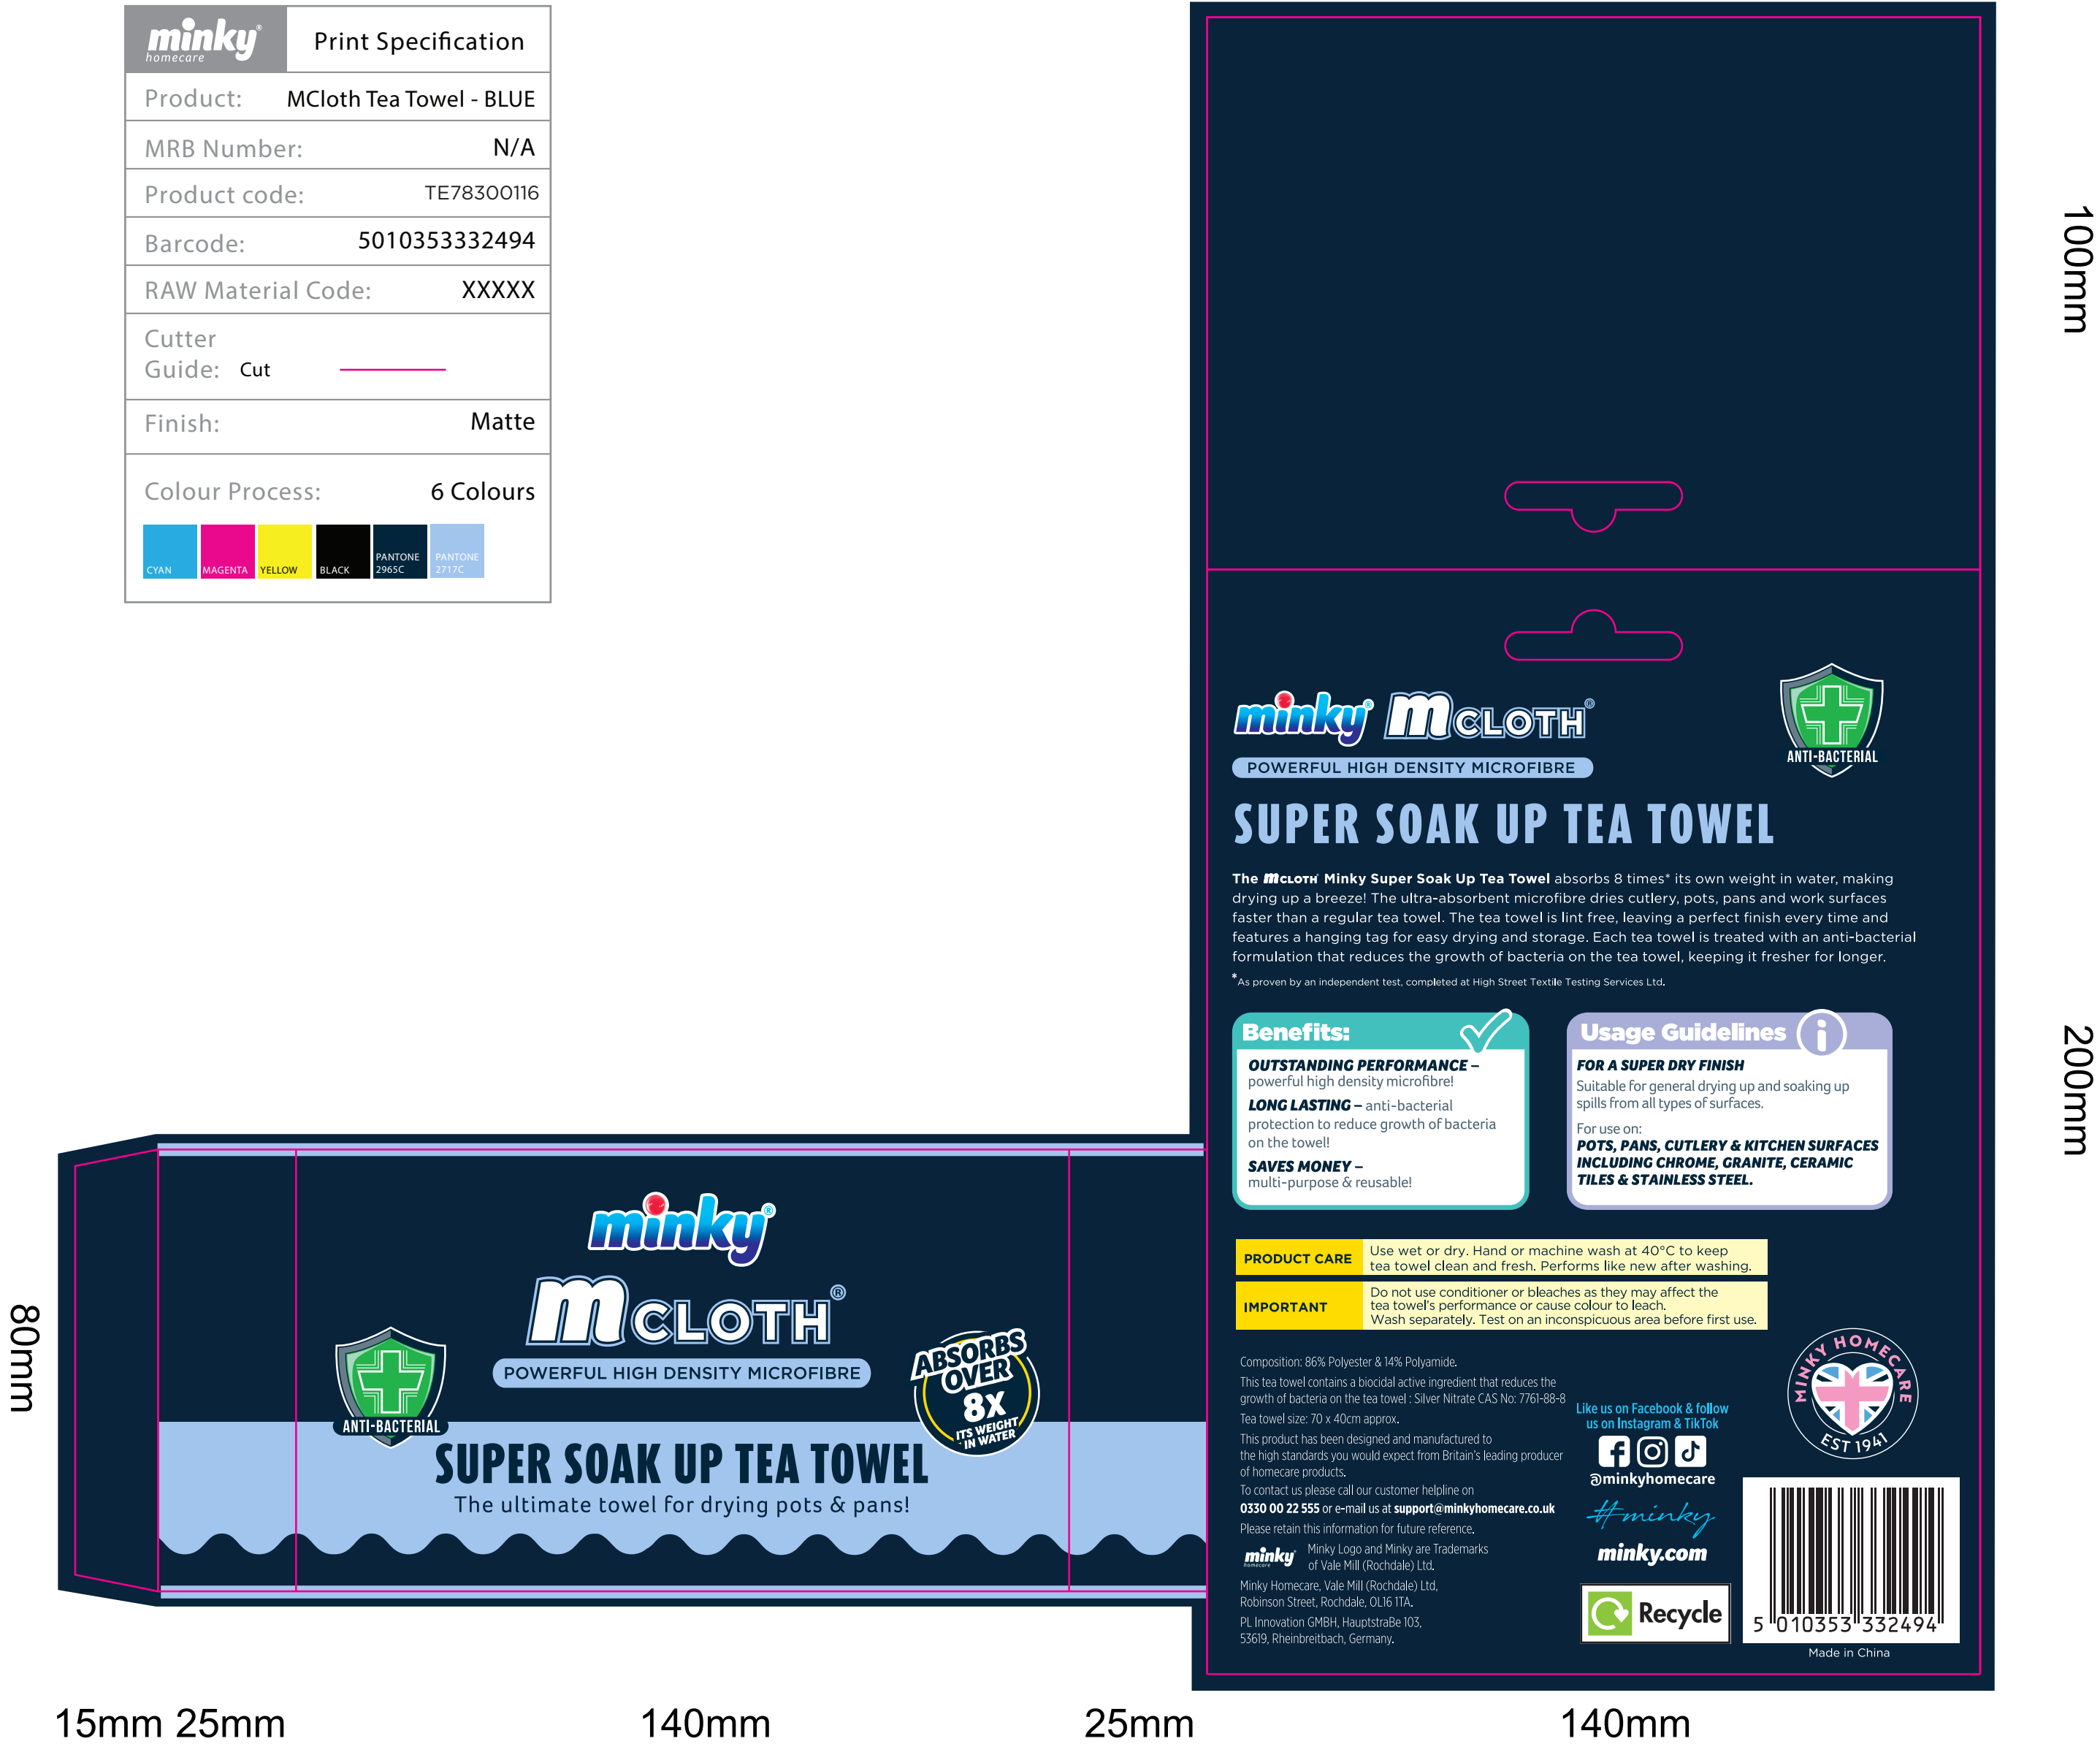 minky®
homecare
Print Specification
Product: MCloth Tea Towel - BLUE
MRB Number: N/A
Product code: TE78300116
Barcode: 5010353332494
RAW Material Code: XXXXX
Cutter
Guide: Cut
Finish: Matte
Colour Process: 6 Colours
CYAN
MAGENTA
YELLOW
BLACK
PANTONE
2965C
PANTONE
2717C
100mm
minky® m CLOTH®
ANTI-BACTERIAL
POWERFUL HIGH DENSITY MICROFIBRE
SUPER SOAK UP TEA TOWEL
The mCLOTH® Minky Super Soak Up Tea Towel absorbs 8 times* its own weight in water, making
drying up a breeze! The ultra-absorbent microfibre dries cutlery, pots, pans and work surfaces
faster than a regular tea towel. The tea towel is lint free, leaving a perfect finish every time and
features a hanging tag for easy drying and storage. Each tea towel is treated with an anti-bacterial
formulation that reduces the growth of bacteria on the tea towel, keeping it fresher for longer.
*As proven by an independent test, completed at High Street Textile Testing Services Ltd.
200mm
Benefits:
OUTSTANDING PERFORMANCE –
powerful high density microfibre!
LONG LASTING – anti-bacterial
protection to reduce growth of bacteria
on the towel!
SAVES MONEY –
multi-purpose & reusable!
Usage Guidelines i
FOR A SUPER DRY FINISH
Suitable for general drying up and soaking up
spills from all types of surfaces.
For use on:
POTS, PANS, CUTLERY & KITCHEN SURFACES
INCLUDING CHROME, GRANITE, CERAMIC
TILES & STAINLESS STEEL.
PRODUCT CARE
Use wet or dry. Hand or machine wash at 40°C to keep
tea towel clean and fresh. Performs like new after washing.
IMPORTANT
Do not use conditioner or bleaches as they may affect the
tea towel's performance or cause colour to leach.
Wash separately. Test on an inconspicuous area before first use.
Composition: 86% Polyester & 14% Polyamide.
This tea towel contains a biocidal active ingredient that reduces the
growth of bacteria on the tea towel : Silver Nitrate CAS No: 7761-88-8
Tea towel size: 70 x 40cm approx.
This product has been designed and manufactured to
the high standards you would expect from Britain's leading producer
of homecare products.
To contact us please call our customer helpline on
0330 00 22 555 or e-mail us at support@minkyhomecare.co.uk
Please retain this information for future reference.
minky®
homecare
Minky Logo and Minky are Trademarks
of Vale Mill (Rochdale) Ltd.
Minky Homecare, Vale Mill (Rochdale) Ltd,
Robinson Street, Rochdale, OL16 1TA.
PL Innovation GMBH, HauptstraBe 103,
53619, Rheinbreitbach, Germany.
Like us on Facebook & follow
us on Instagram & TikTok
@minkyhomecare
#minky
minky.com
Recycle
MINKY HOMECARE
EST 1941
5 010353 332494
Made in China
80mm
minky®
m CLOTH®
POWERFUL HIGH DENSITY MICROFIBRE
ANTI-BACTERIAL
ABSORBS
OVER
8X
ITS WEIGHT
IN WATER
SUPER SOAK UP TEA TOWEL
The ultimate towel for drying pots & pans!
15mm 25mm 140mm 25mm 140mm